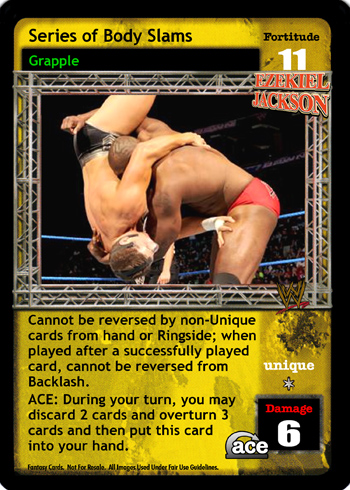 Series of Body Slams
Fortitude
Grapple
11
EZEKIEL
JACKSON
Cannot be reversed by non-Unique
cards from hand or Ringside; when
played after a successfully played
card, cannot be reversed from
Backlash.
unique
*
ACE: During your turn, you may
discard 2 cards and overturn 3
cards and then put this card
into your hand.
Damage
6
ace
Fantasy Cards. Not For Resale. All Images Used Under Fair Use Guidelines.